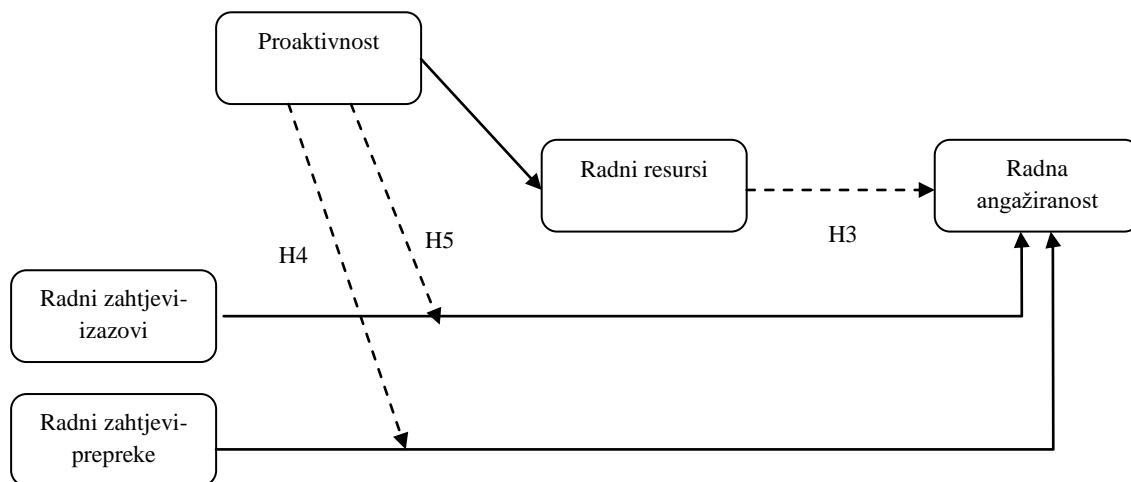 Proaktivnost
Radni resursi
Radna
angažiranost
H3
H5
H4
Radni zahtjevi-
izazovi
Radni zahtjevi-
prepreke